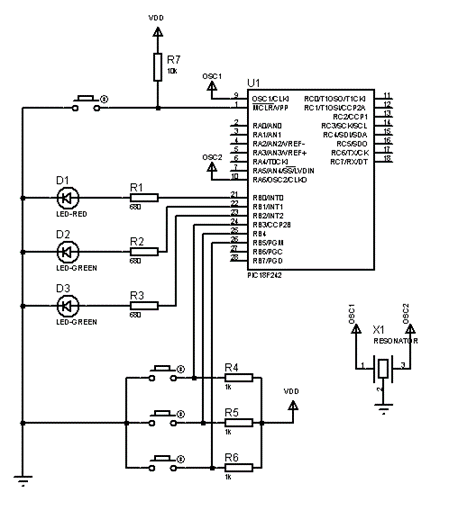 VDD
R7
10k
OSC1
U1
9 OSC1/CLKI RC0/T1OSO/T1CKI 11
1 MCLR/VPP RC1/T1OSI/CCP2A 12
RC2/CCP1 13
2 RA0/AN0 RC3/SCK/SCL 14
3 RA1/AN1 RC4/SDI/SDA 15
4 RA2/AN2/VREF- RC5/SDO 16
5 RA3/AN3/VREF+ RC6/TX/CK 17
6 RA4/T0CKI RC7/RX/DT 18
7 RA5/AN4/SS/LVDIN
OSC2
10 RA6/OSC2/CLKO
D1
LED-RED
R1
680
21 RB0/INT0
22 RB1/INT1
23 RB2/INT2
24 RB3/CCP2B
25 RB4
26 RB5/PGM
27 RB6/PGC
28 RB7/PGD
PIC18F242
D2
LED-GREEN
R2
680
D3
LED-GREEN
R3
680
OSC1
OSC2
X1
RESONATOR
1
3
2
R4
1k
VDD
R5
1k
R6
1k